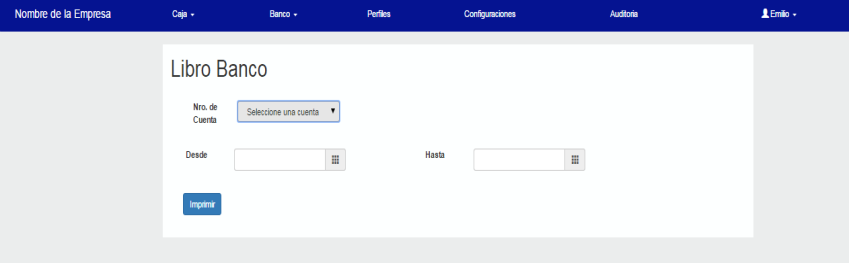 Nombre de la Empresa Caja Banco Perfiles Configuraciones Auditoria Emilio
Libro Banco
Nro. de
Cuenta
Seleccione una cuenta
Desde
Hasta
Imprimir